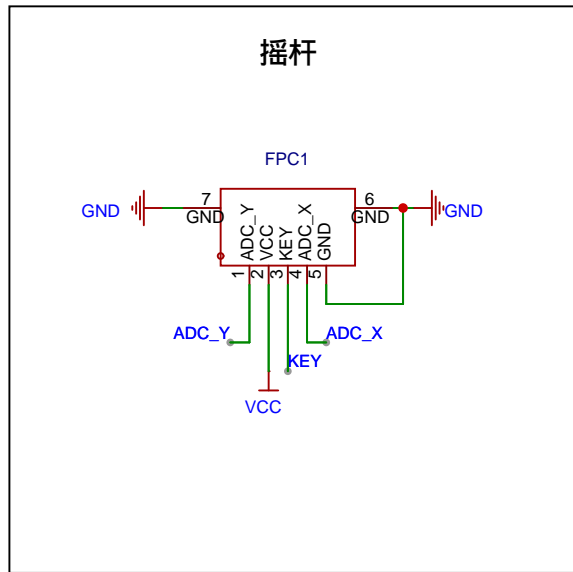 摇杆
FPC1
GND
7
GND
6
GND
GND
ADC_Y
VCC
KEY
ADC_X
GND
1
2
3
4
5
ADC_Y
ADC_X
KEY
VCC